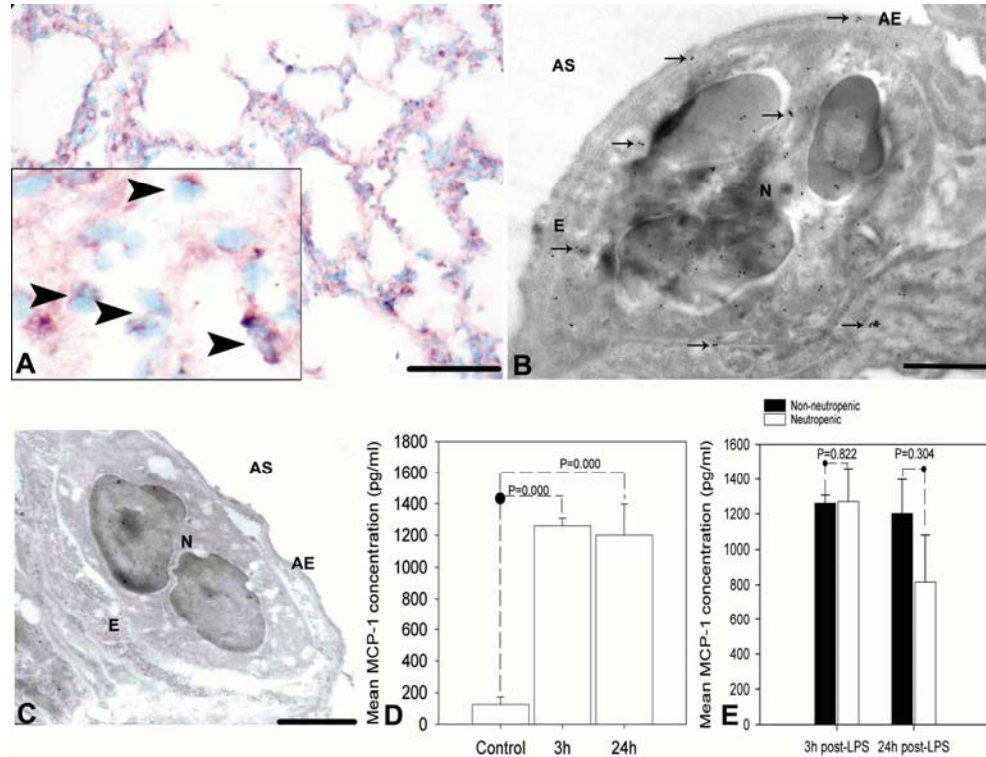 A
AS
AE
N
E
B
AS
N
AE
E
C
Mean MCP-1 concentration (pg/ml)
1800
1600
1400
1200
1000
800
600
400
200
0
P=0.000
P=0.000
Control 3h 24h
D
Non-neutropenic
Neutropenic
Mean MCP-1 concentration (pg/ml)
1600
1400
1200
1000
800
600
400
200
0
P=0.822
P=0.304
3h post-LPS 24h post-LPS
E